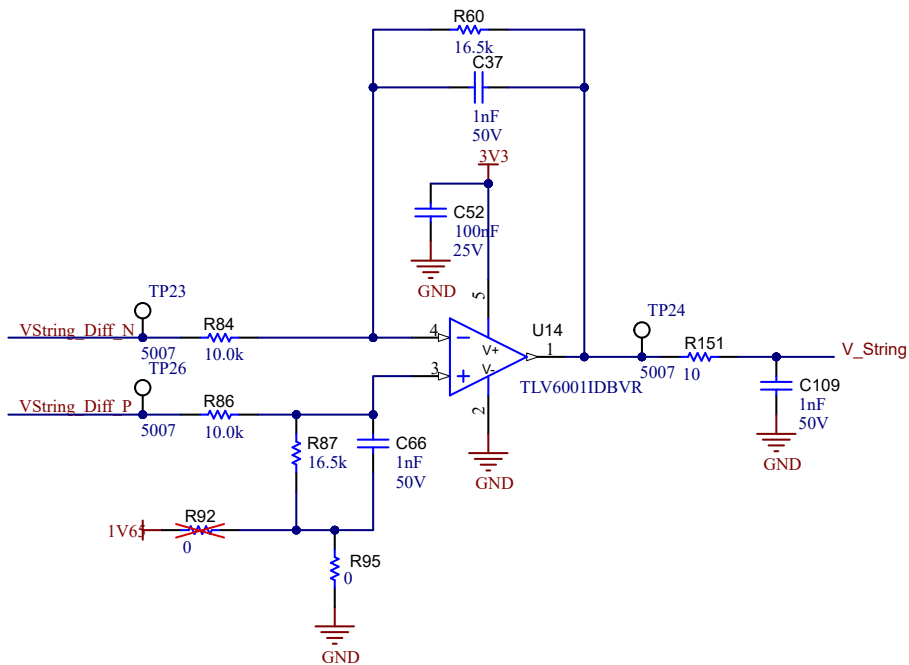 R60
16.5k
C37
1nF
50V
3V3
C52
100nF
25V
GND
TP23
VString_Diff_N
R84
5007
10.0k
TP26
VString_Diff_P
R86
5007
10.0k
4
5
3
2
1
V+
V-
U14
TLV6001IDBVR
GND
TP24
5007
R151
10
V_String
C109
1nF
50V
GND
R87
16.5k
C66
1nF
50V
1V65
R92
0
R95
0
GND